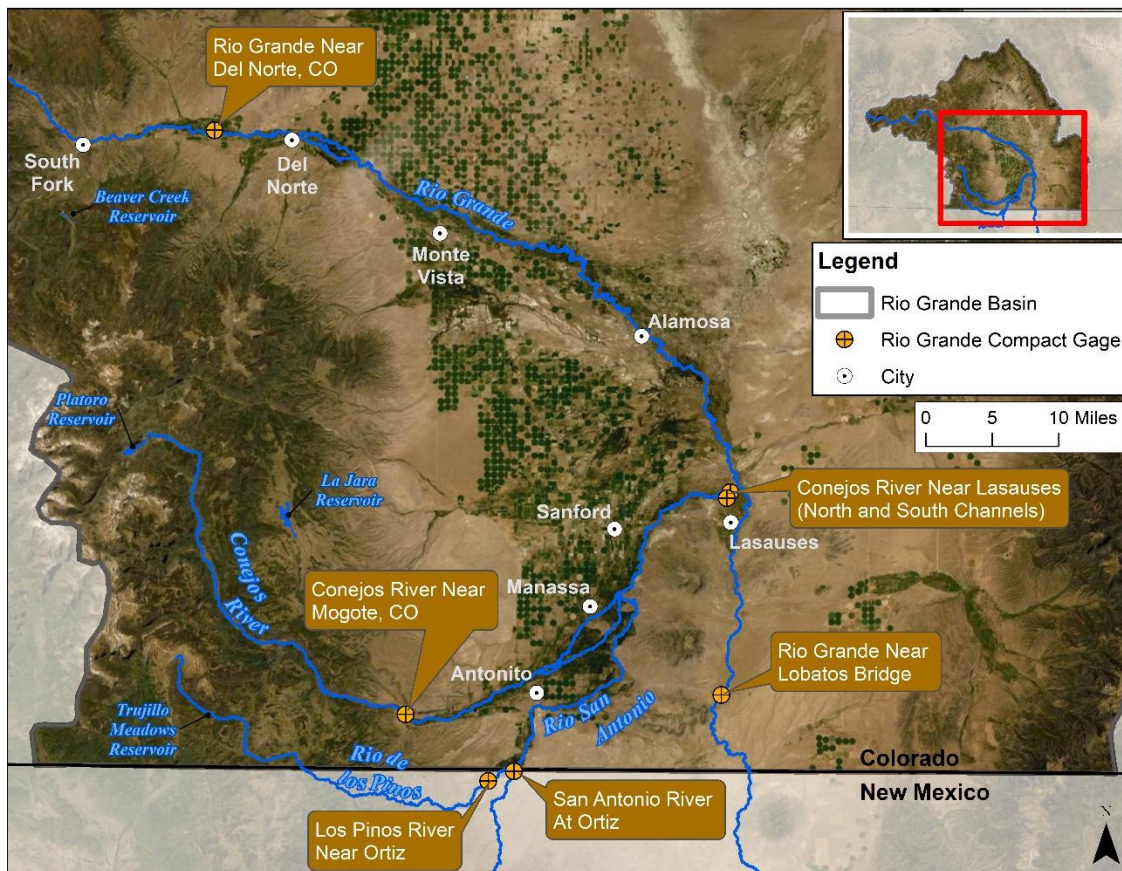 Rio Grande Near
Del Norte, CO
South
Fork
Del
Norte
Beaver Creek
Reservoir
Rio Grande
Monte
Vista
Alamosa
Legend
Rio Grande Basin
Rio Grande Compact Gage
City
0 5 10 Miles
Platoro
Reservoir
La Jara
Reservoir
Conejos River Near Lasauses
(North and South Channels)
Sanford
Lasauses
Conejos
River
Conejos River Near
Mogote, CO
Manassa
Rio Grande Near
Lobatos Bridge
Antonito
Rio San
Antonio
Trujillo
Meadows
Reservoir
Rio de
los Pinos
Colorado
New Mexico
San Antonio River
At Ortiz
Los Pinos River
Near Ortiz
N